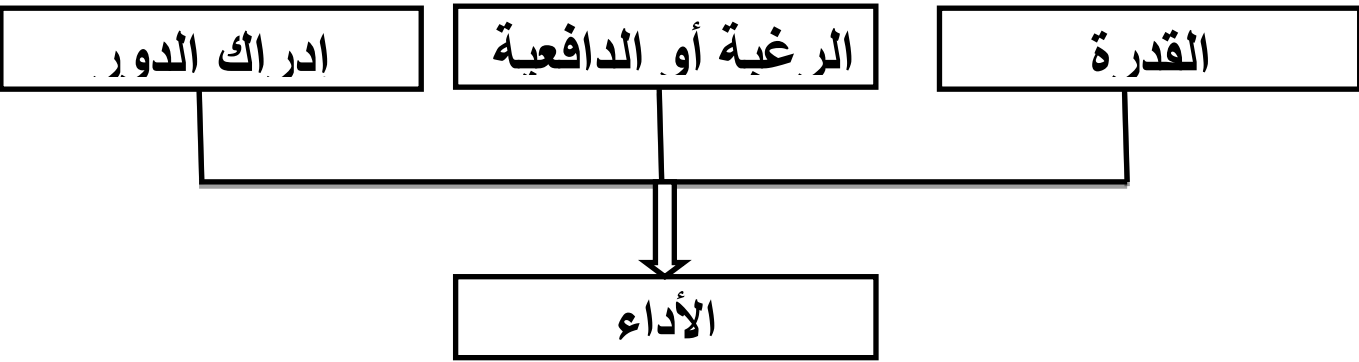 القدرة
الرغبة أو الدافعية
ادراك الدور
الأداء